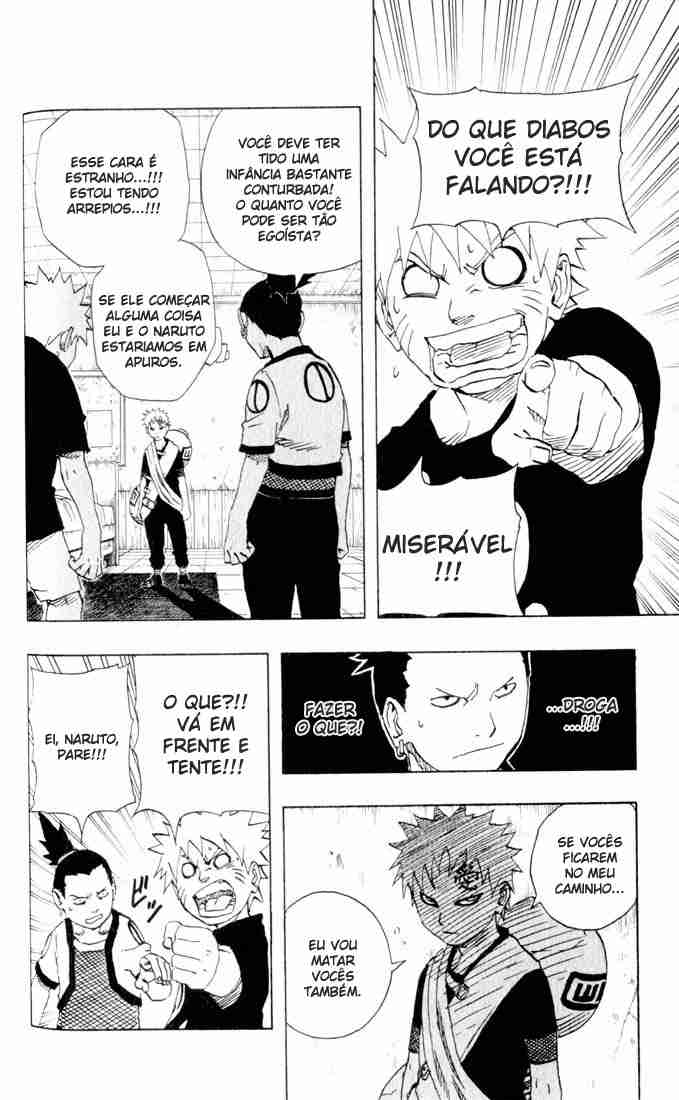 DO QUE DIABOS
VOCÊ ESTÁ
FALANDO?!!!
MISERÁVEL
!!!
VOCÊ DEVE TER
TIDO UMA
INFÂNCIA BASTANTE
CONTURBADA!
O QUANTO VOCÊ
PODE SER TÃO
EGOÍSTA?
ESSE CARA É
ESTRANHO...!!!
ESTOU TENDO
ARREPIOS...!!!
SE ELE COMEÇAR
ALGUMA COISA
EU E O NARUTO
ESTARIAMOS EM
APUROS.
...DROGA
...!!!
FAZER
O QUE?!
SE VOCÊS
FICAREM
NO MEU
CAMINHO...
EU VOU
MATAR
VOCÊS
TAMBÉM.
O QUE?!!
VÁ EM
FRENTE E
TENTE!!!
EI, NARUTO,
PARE!!!